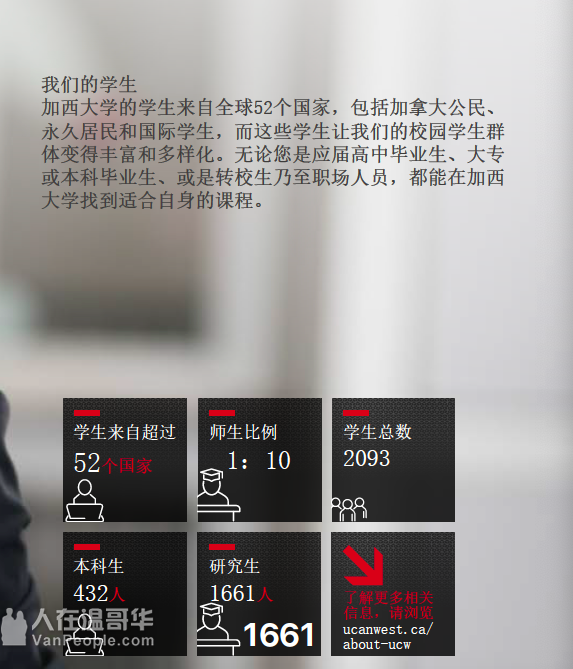 我们的学生
加西大学的学生来自全球52个国家，包括加拿大公民、
永久居民和国际学生，而这些学生让我们的校园学生群
体变得丰富和多样化。无论您是应届高中毕业生、大专
或本科毕业生、或是转校生乃至职场人员，都能在加西
大学找到适合自身的课程。
学生来自超过
52个国家
师生比例
1：10
学生总数
2093
本科生
432人
研究生
1661人
1661
了解更多相关
信息，请浏览
ucanwest.ca/
about-ucw
人在温哥华
VanPeople.com